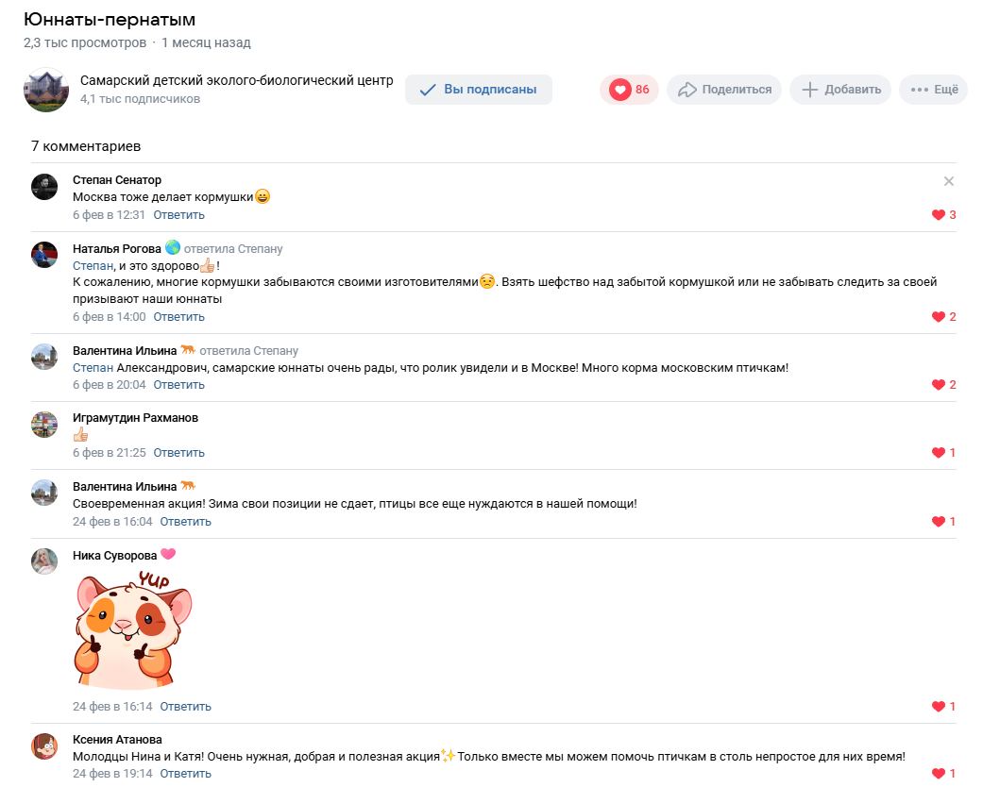 Юннаты-пернатым
2,3 тыс просмотров · 1 месяц назад
Самарский детский эколого-биологический центр
4,1 тыс подписчиков
Вы подписаны
86
Поделиться
Добавить
Ещё
7 комментариев
Степан Сенатор
Москва тоже делает кормушки😀
6 фев в 12:31 Ответить
3
Наталья Рогова 🌎 ответила Степану
Степан, и это здорово👍🏻!
К сожалению, многие кормушки забываются своими изготовителями😟. Взять шефство над забытой кормушкой или не забывать следить за своей
призывают наши юннаты
6 фев в 14:00 Ответить
2
Валентина Ильина 🐅 ответила Степану
Степан Александрович, самарские юннаты очень рады, что ролик увидели и в Москве! Много корма московским птичкам!
6 фев в 20:04 Ответить
2
Играмутдин Рахманов
👍🏻
6 фев в 21:25 Ответить
1
Валентина Ильина 🐅
Своевременная акция! Зима свои позиции не сдает, птицы все еще нуждаются в нашей помощи!
24 фев в 16:04 Ответить
1
Ника Суворова 💗
YUP
24 фев в 16:14 Ответить
1
Ксения Атанова
Молодцы Нина и Катя! Очень нужная, добрая и полезная акция✨Только вместе мы можем помочь птичкам в столь непростое для них время!
24 фев в 19:14 Ответить
1